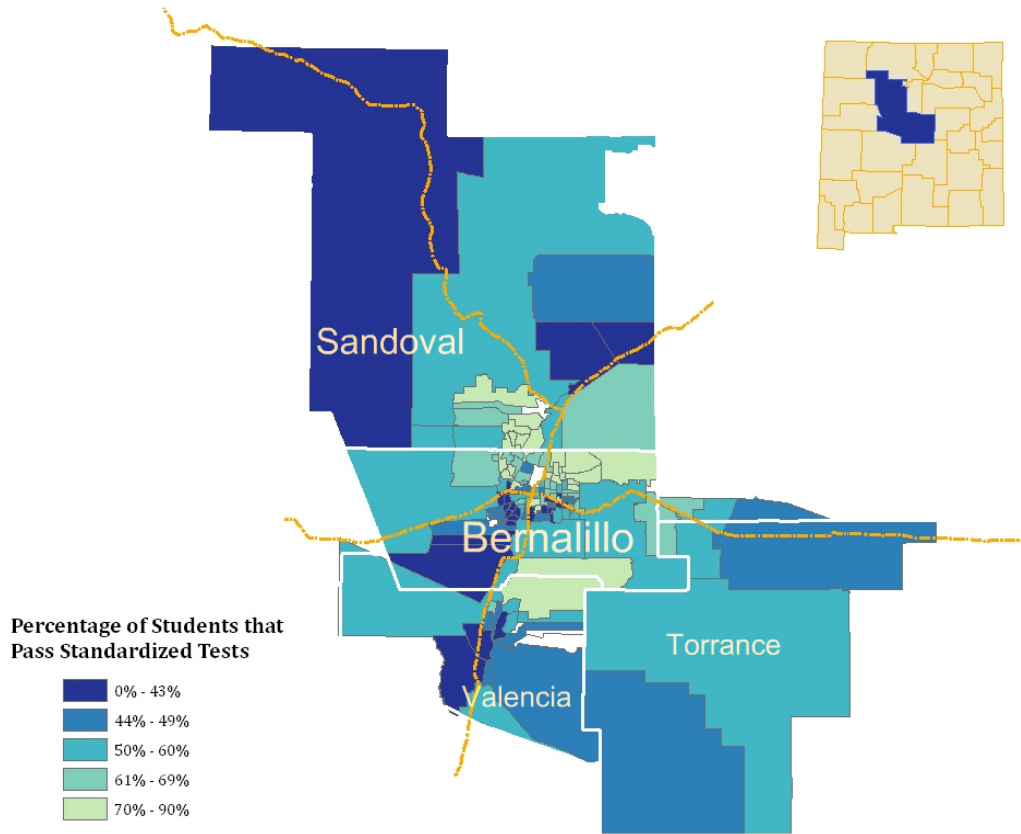 Sandoval
Bernalillo
Torrance
Valencia
Percentage of Students that
Pass Standardized Tests
0% - 43%
44% - 49%
50% - 60%
61% - 69%
70% - 90%